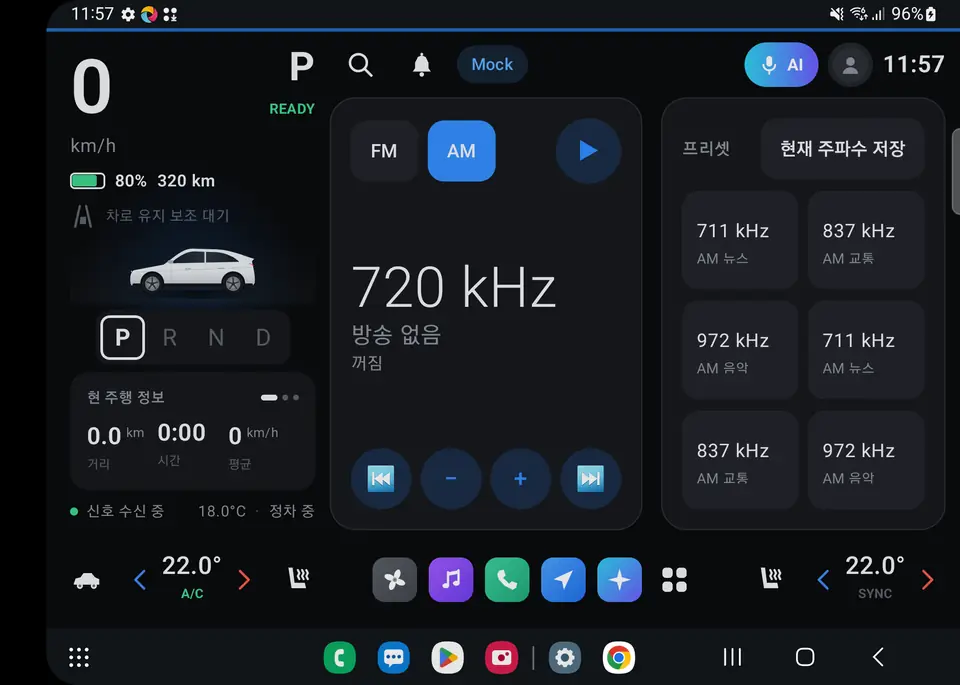 11:57
96%
0
km/h
P
READY
80% 320 km
차로 유지 보조 대기
P R N D
현 주행 정보
0.0 km 0:00 0 km/h
거리 시간 평균
신호 수신 중 18.0°C · 정차 중
Mock
AI
11:57
FM AM
720 kHz
방송 없음
꺼짐
− +
프리셋 현재 주파수 저장
711 kHz
AM 뉴스
837 kHz
AM 교통
972 kHz
AM 음악
711 kHz
AM 뉴스
837 kHz
AM 교통
972 kHz
AM 음악
22.0°
A/C
22.0°
SYNC